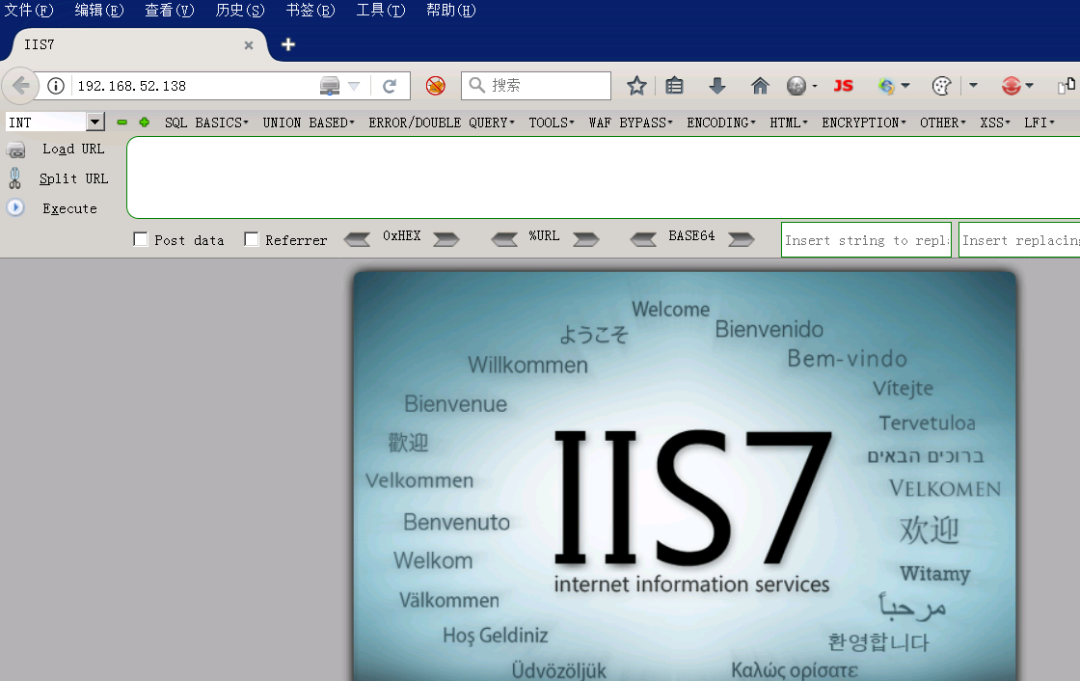 文件(F) 编辑(E) 查看(V) 历史(S) 书签(B) 工具(T) 帮助(H)
IIS7
192.168.52.138 搜索 JS
INT SQL BASICS UNION BASED ERROR/DOUBLE QUERY TOOLS WAF BYPASS ENCODING HTML ENCRYPTION OTHER XSS LFI
Load URL
Split URL
Execute
Post data Referrer 0xHEX %URL BASE64 Insert string to repl Insert replacing
Welcome
ようこそ
Bienvenido
Willkommen
Bem-vindo
Vítejte
Bienvenue
Tervetuloa
歡迎
ברוכים הבאים
Velkommen
VELKOMEN
IIS7
Benvenuto
欢迎
Welkom
Witamy
internet information services
Välkommen
مرحباً
Hoş Geldiniz
환영합니다
Üdvözöljük
Καλώς ορίσατε